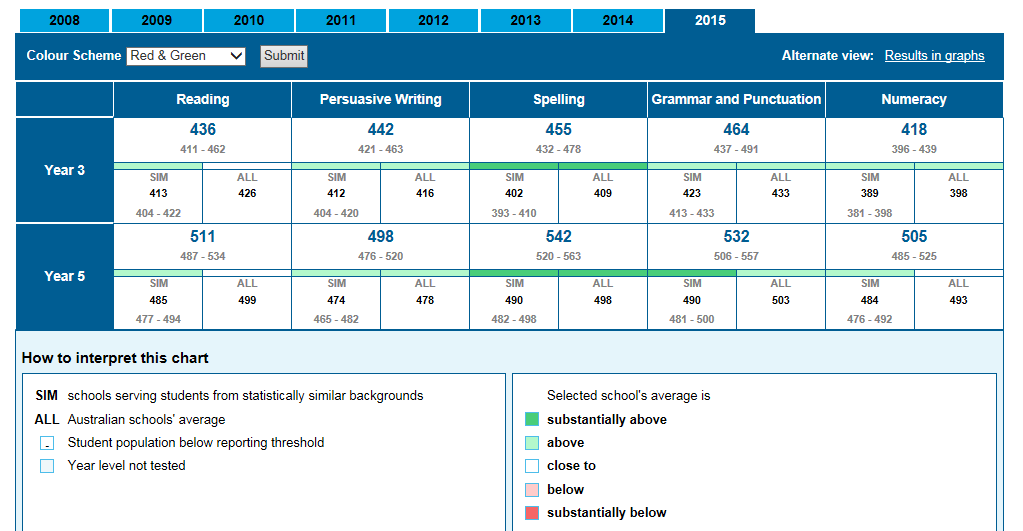 2008 2009 2010 2011 2012 2013 2014 2015
Colour Scheme Red & Green Submit Alternate view: Results in graphs
Reading Persuasive Writing Spelling Grammar and Punctuation Numeracy
Year 3
436 442 455 464 418
411 - 462 421 - 463 432 - 478 437 - 491 396 - 439
SIM ALL SIM ALL SIM ALL SIM ALL SIM ALL
413 426 412 416 402 409 423 433 389 398
404 - 422 404 - 420 393 - 410 413 - 433 381 - 398
Year 5
511 498 542 532 505
487 - 534 476 - 520 520 - 563 506 - 557 485 - 525
SIM ALL SIM ALL SIM ALL SIM ALL SIM ALL
485 499 474 478 490 498 490 503 484 493
477 - 494 465 - 482 482 - 498 481 - 500 476 - 492
How to interpret this chart
SIM schools serving students from statistically similar backgrounds
ALL Australian schools' average
- Student population below reporting threshold
Year level not tested
Selected school's average is
substantially above
above
close to
below
substantially below